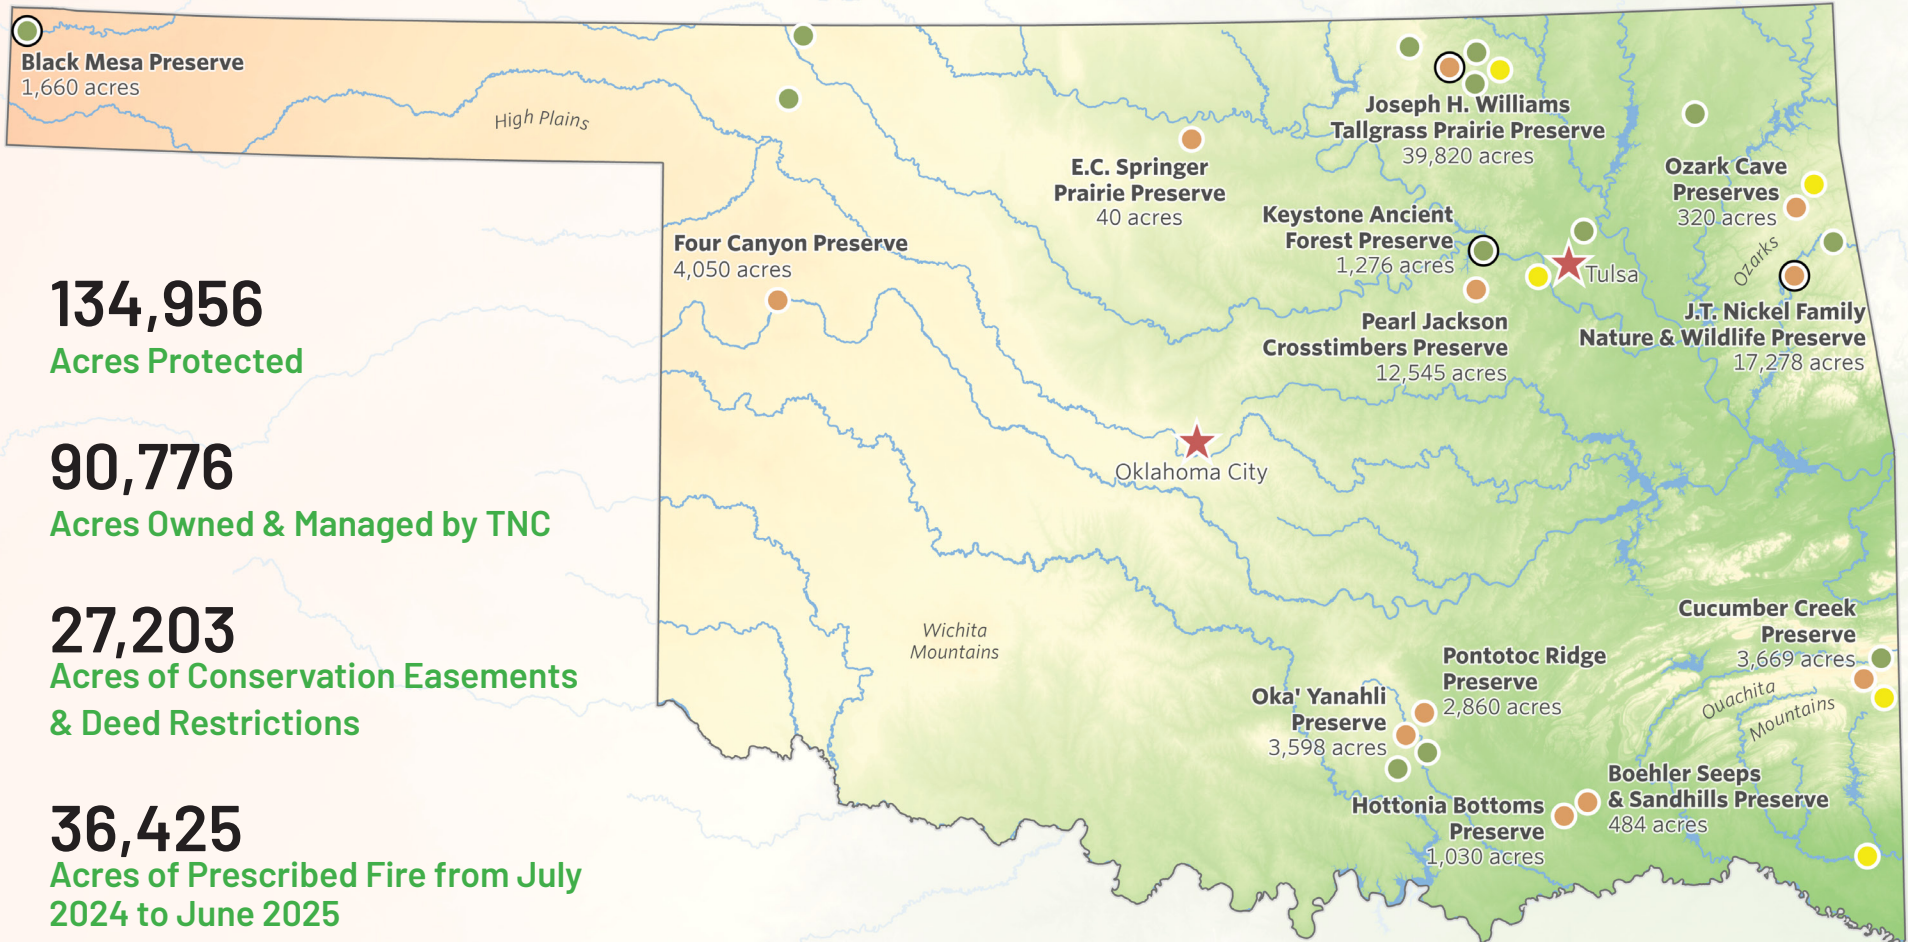 Black Mesa Preserve
1,660 acres
High Plains
Joseph H. Williams
Tallgrass Prairie Preserve
39,820 acres
E.C. Springer
Prairie Preserve
40 acres
Ozark Cave
Preserves
320 acres
Keystone Ancient
Forest Preserve
1,276 acres
Four Canyon Preserve
4,050 acres
Ozarks
Tulsa
J.T. Nickel Family
Nature & Wildlife Preserve
17,278 acres
Pearl Jackson
Crosstimbers Preserve
12,545 acres
Oklahoma City
134,956
Acres Protected
90,776
Acres Owned & Managed by TNC
27,203
Acres of Conservation Easements
& Deed Restrictions
36,425
Acres of Prescribed Fire from July
2024 to June 2025
Wichita
Mountains
Cucumber Creek
Preserve
3,669 acres
Pontotoc Ridge
Preserve
2,860 acres
Oka' Yanahli
Preserve
3,598 acres
Ouachita
Mountains
Boehler Seeps
& Sandhills Preserve
484 acres
Hottonia Bottoms
Preserve
1,030 acres